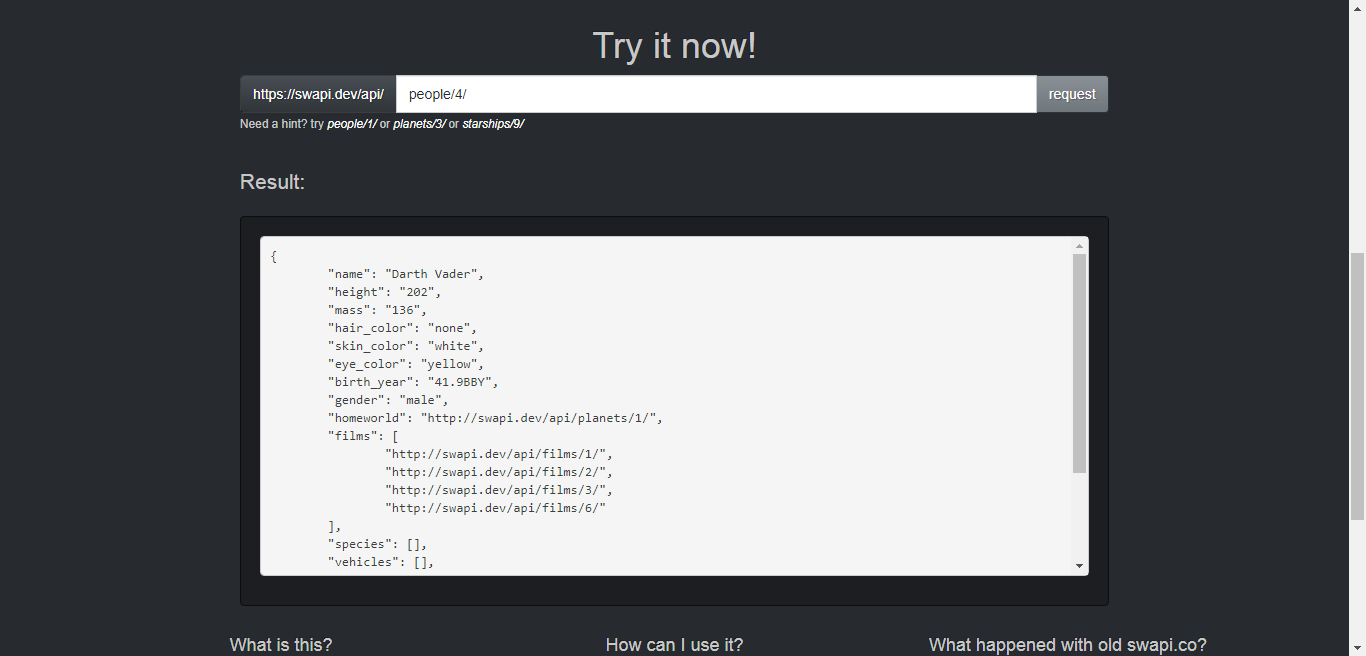 Try it now!
https://swapi.dev/api/ people/4/ request
Need a hint? try people/1/ or planets/3/ or starships/9/
Result:
{
        "name": "Darth Vader",
        "height": "202",
        "mass": "136",
        "hair_color": "none",
        "skin_color": "white",
        "eye_color": "yellow",
        "birth_year": "41.9BBY",
        "gender": "male",
        "homeworld": "http://swapi.dev/api/planets/1/",
        "films": [
                "http://swapi.dev/api/films/1/",
                "http://swapi.dev/api/films/2/",
                "http://swapi.dev/api/films/3/",
                "http://swapi.dev/api/films/6/"
        ],
        "species": [],
        "vehicles": [],
What is this? How can I use it? What happened with old swapi.co?